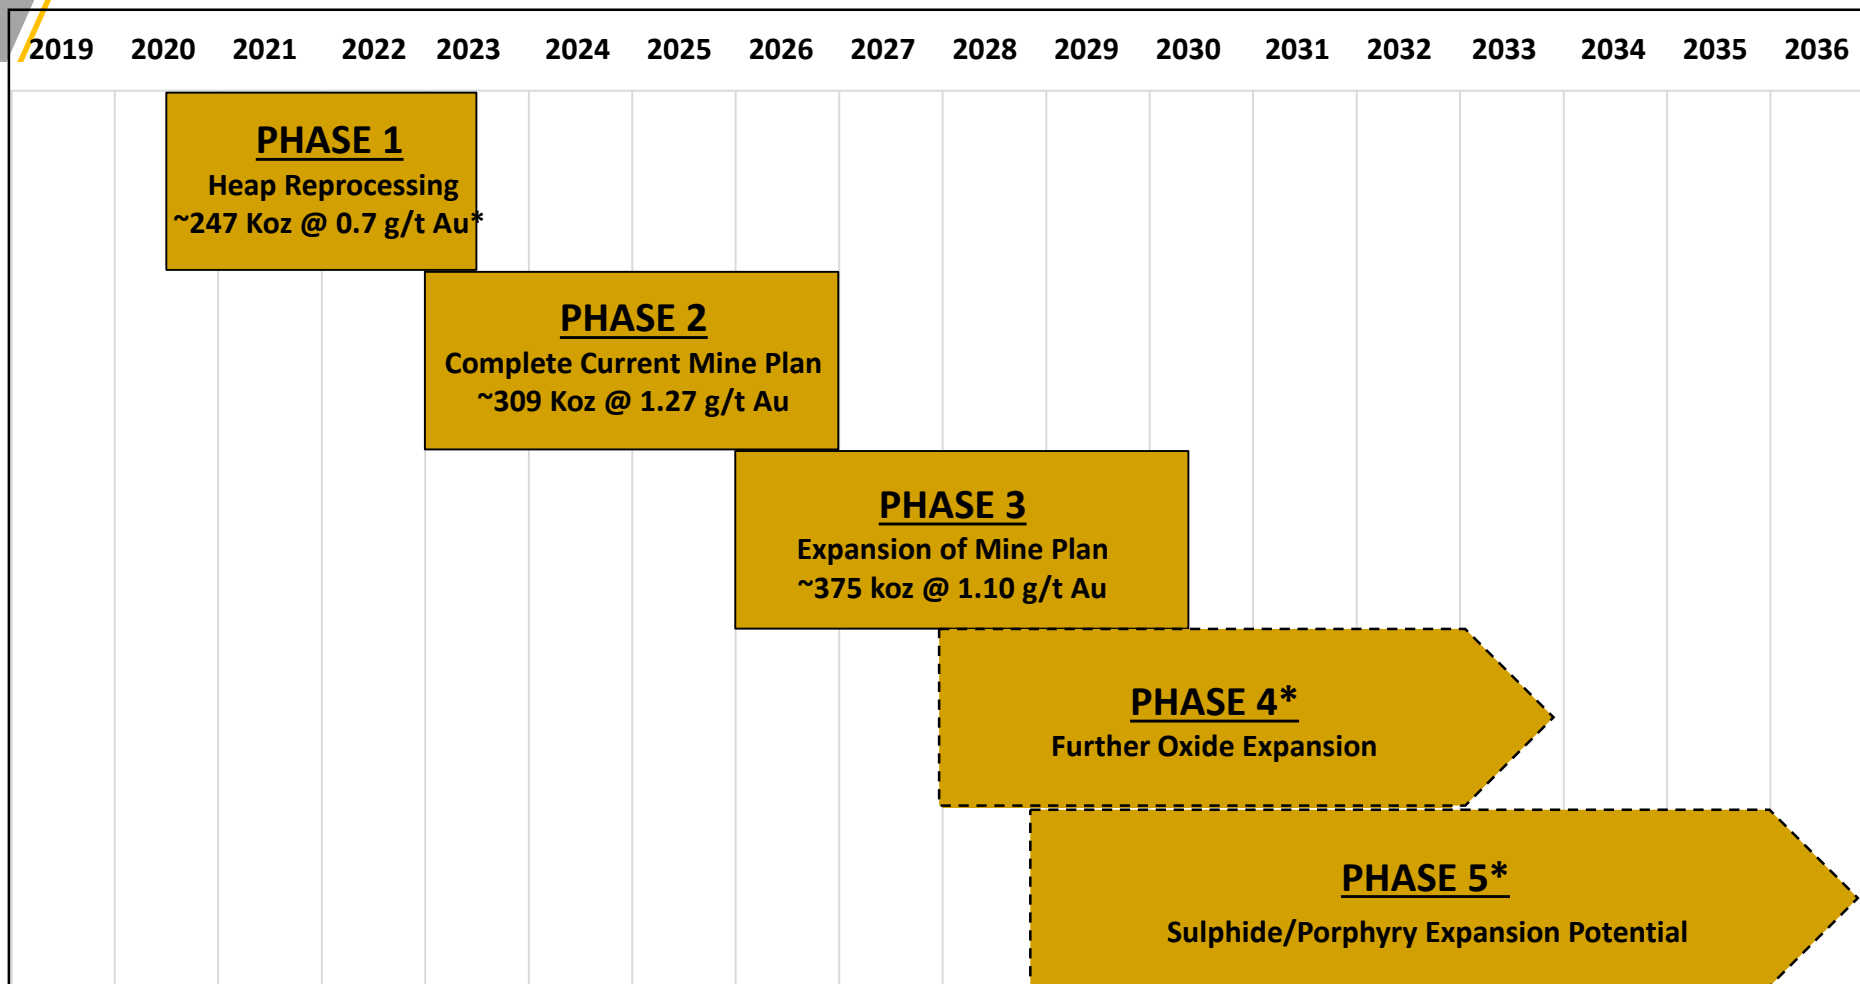 2019 2020 2021 2022 2023 2024 2025 2026 2027 2028 2029 2030 2031 2032 2033 2034 2035 2036
PHASE 1
Heap Reprocessing
~247 Koz @ 0.7 g/t Au*
PHASE 2
Complete Current Mine Plan
~309 Koz @ 1.27 g/t Au
PHASE 3
Expansion of Mine Plan
~375 koz @ 1.10 g/t Au
PHASE 4*
Further Oxide Expansion
PHASE 5*
Sulphide/Porphyry Expansion Potential